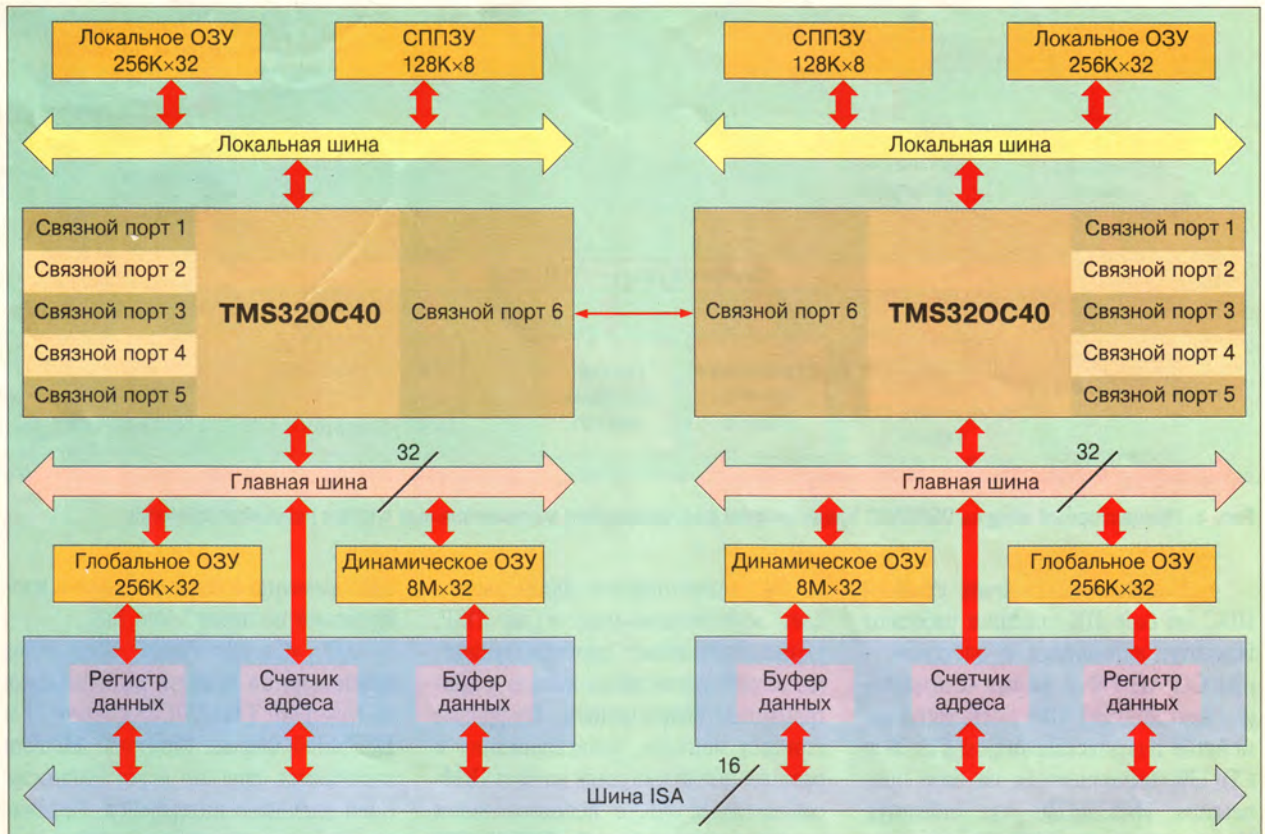 Локальное ОЗУ
256K×32
СППЗУ
128K×8
СППЗУ
128K×8
Локальное ОЗУ
256K×32
Локальная шина
Локальная шина
Связной порт 1
Связной порт 2
Связной порт 3
Связной порт 4
Связной порт 5
TMS32OC40
Связной порт 6
Связной порт 6
TMS32OC40
Связной порт 1
Связной порт 2
Связной порт 3
Связной порт 4
Связной порт 5
32
Главная шина
32
Главная шина
Глобальное ОЗУ
256K×32
Динамическое ОЗУ
8M×32
Динамическое ОЗУ
8M×32
Глобальное ОЗУ
256K×32
Регистр
данных
Счетчик
адреса
Буфер
данных
Буфер
данных
Счетчик
адреса
Регистр
данных
16
Шина ISA